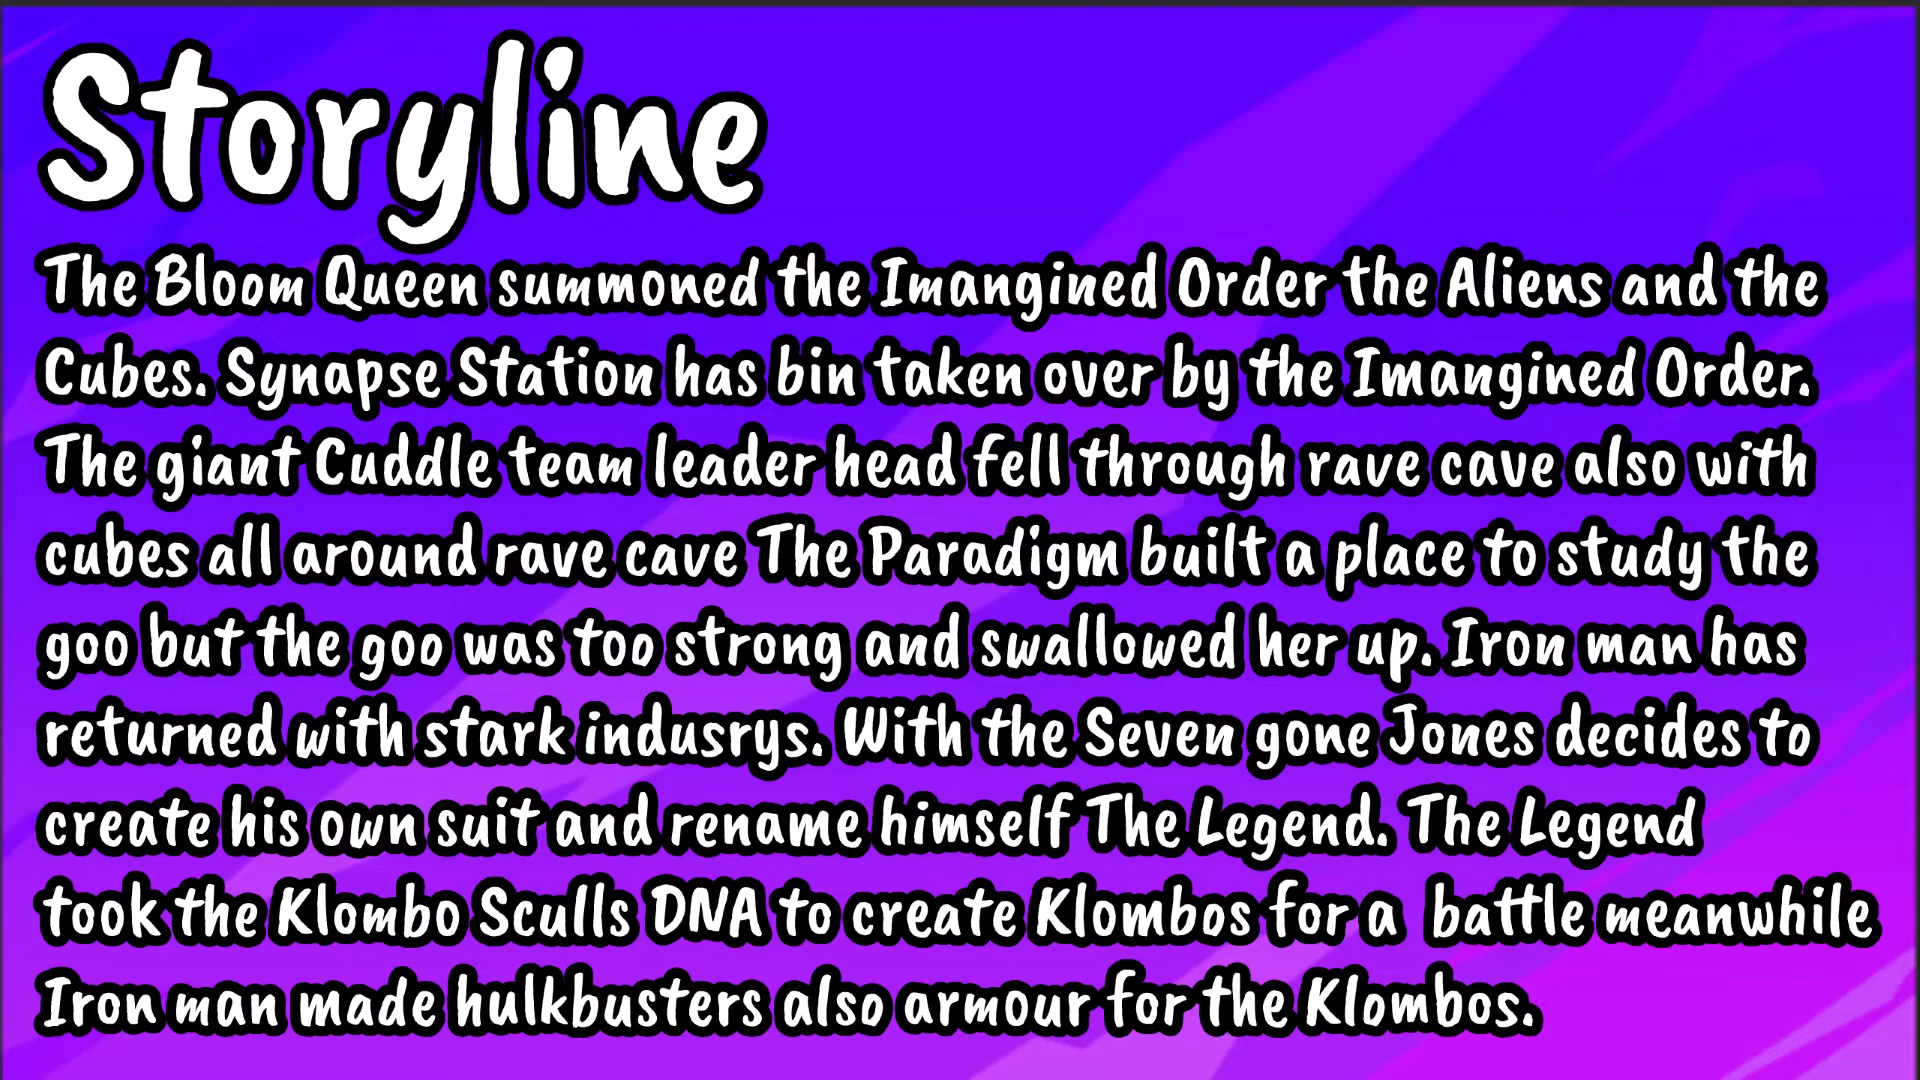 Storyline
The Bloom Queen summoned the Imangined Order the Aliens and the
Cubes. Synapse Station has bin taken over by the Imangined Order.
The giant Cuddle team leader head fell through rave cave also with
cubes all around rave cave The Paradigm built a place to study the
goo but the goo was too strong and swallowed her up. Iron man has
returned with stark indusrys. With the Seven gone Jones decides to
create his own suit and rename himself The Legend. The Legend
took the Klombo Sculls DNA to create Klombos for a battle meanwhile
Iron man made hulkbusters also armour for the Klombos.